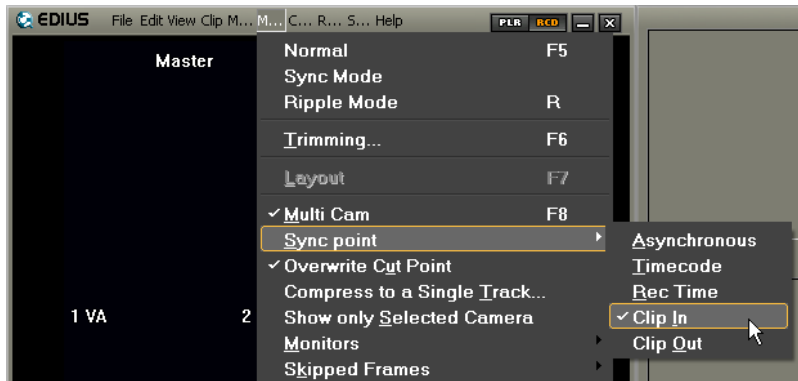 EDIUS File Edit View Clip M... M... C... R... S... Help PLR RCD
Master
Normal F5
Sync Mode
Ripple Mode R
Trimming... F6
Layout F7
Multi Cam F8
Sync point
Asynchronous
Overwrite Cut Point
Timecode
Compress to a Single Track...
Rec Time
1 VA 2
Show only Selected Camera
Clip In
Monitors
Clip Out
Skipped Frames